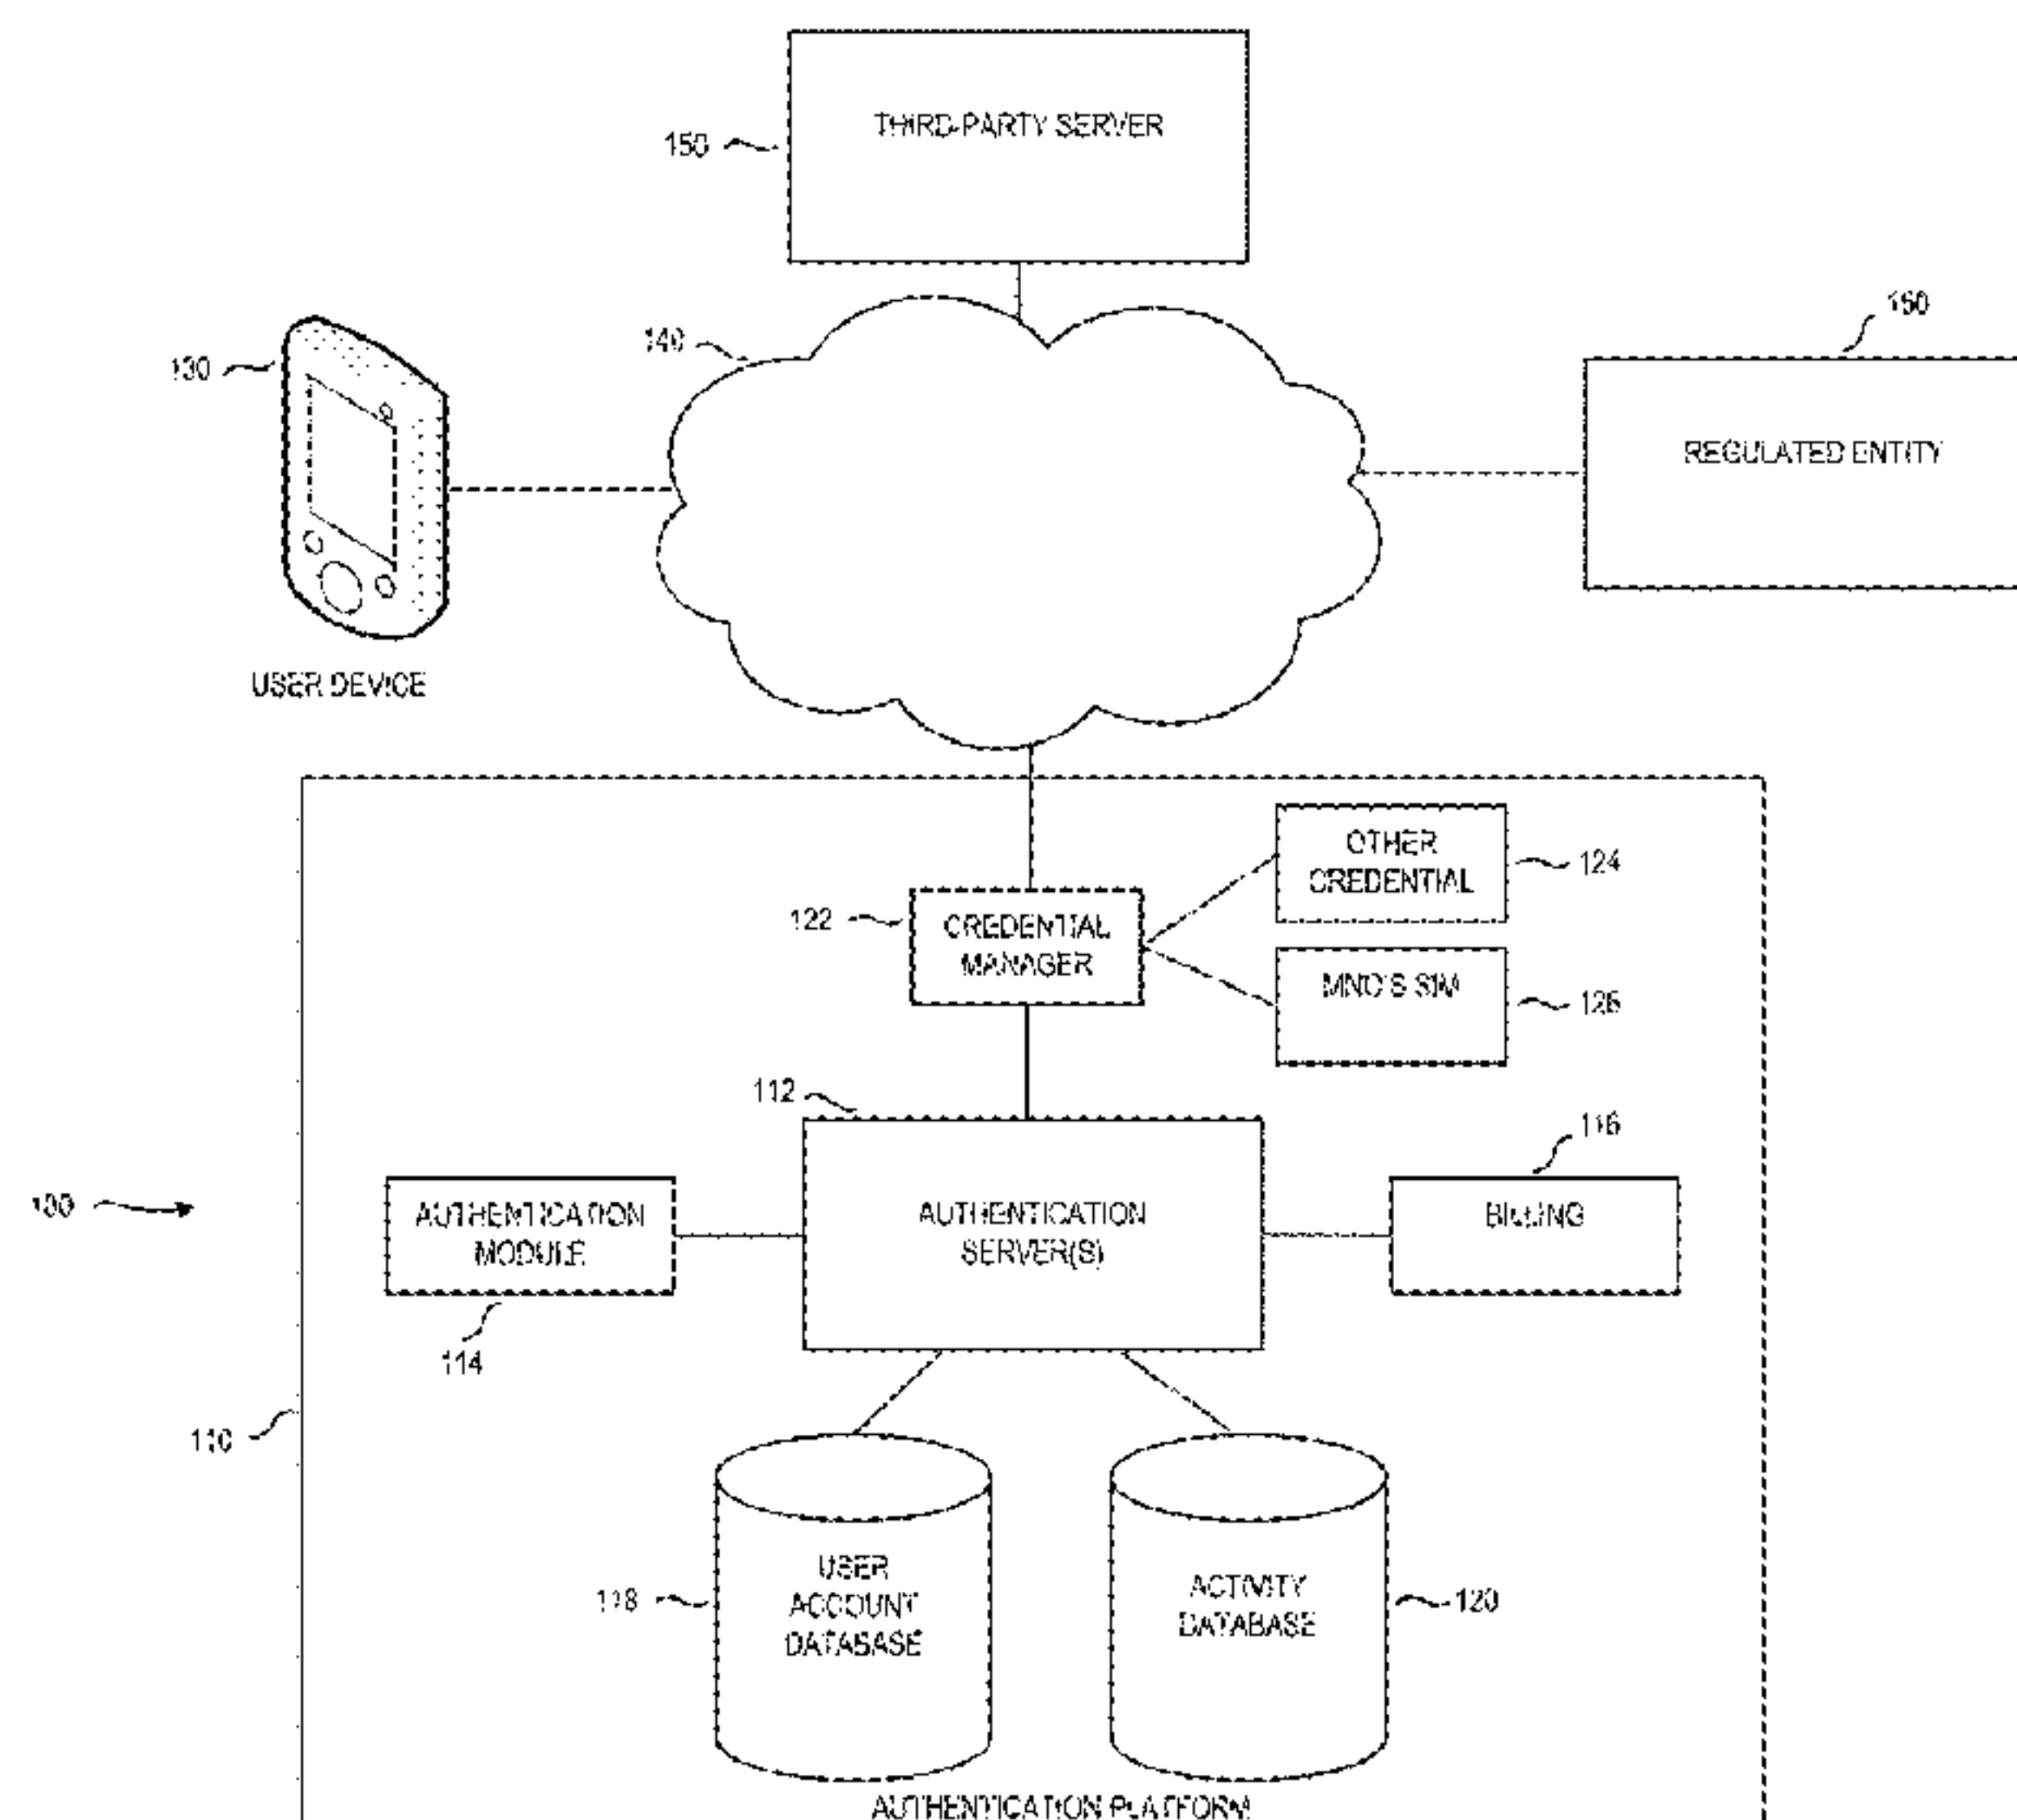 THIRD-PARTY SERVER
150
140
130
160
REGULATED ENTITY
USER DEVICE
OTHER
CREDENTIAL
124
122
CREDENTIAL
MANAGER
MNO'S SIM
126
112
116
100
AUTHENTICATION
MODULE
AUTHENTICATION
SERVER(S)
BILLING
114
110
USER
ACCOUNT
DATABASE
118
ACTIVITY
DATABASE
120
AUTHENTICATION PLATFORM